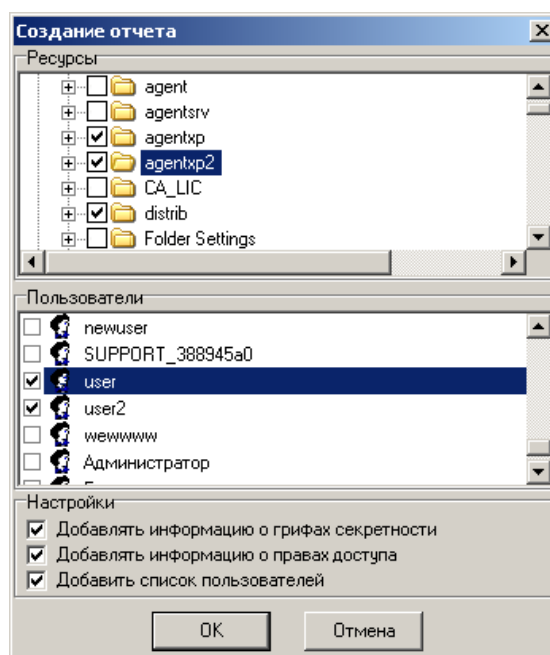 Создание отчета
Ресурсы
agent
agentsrv
agentxp
agentxp2
CA_LIC
distrib
Folder Settings
Пользователи
newuser
SUPPORT_388945a0
user
user2
wewwww
Администратор
Настройки
Добавлять информацию о грифах секретности
Добавлять информацию о правах доступа
Добавить список пользователей
OK
Отмена